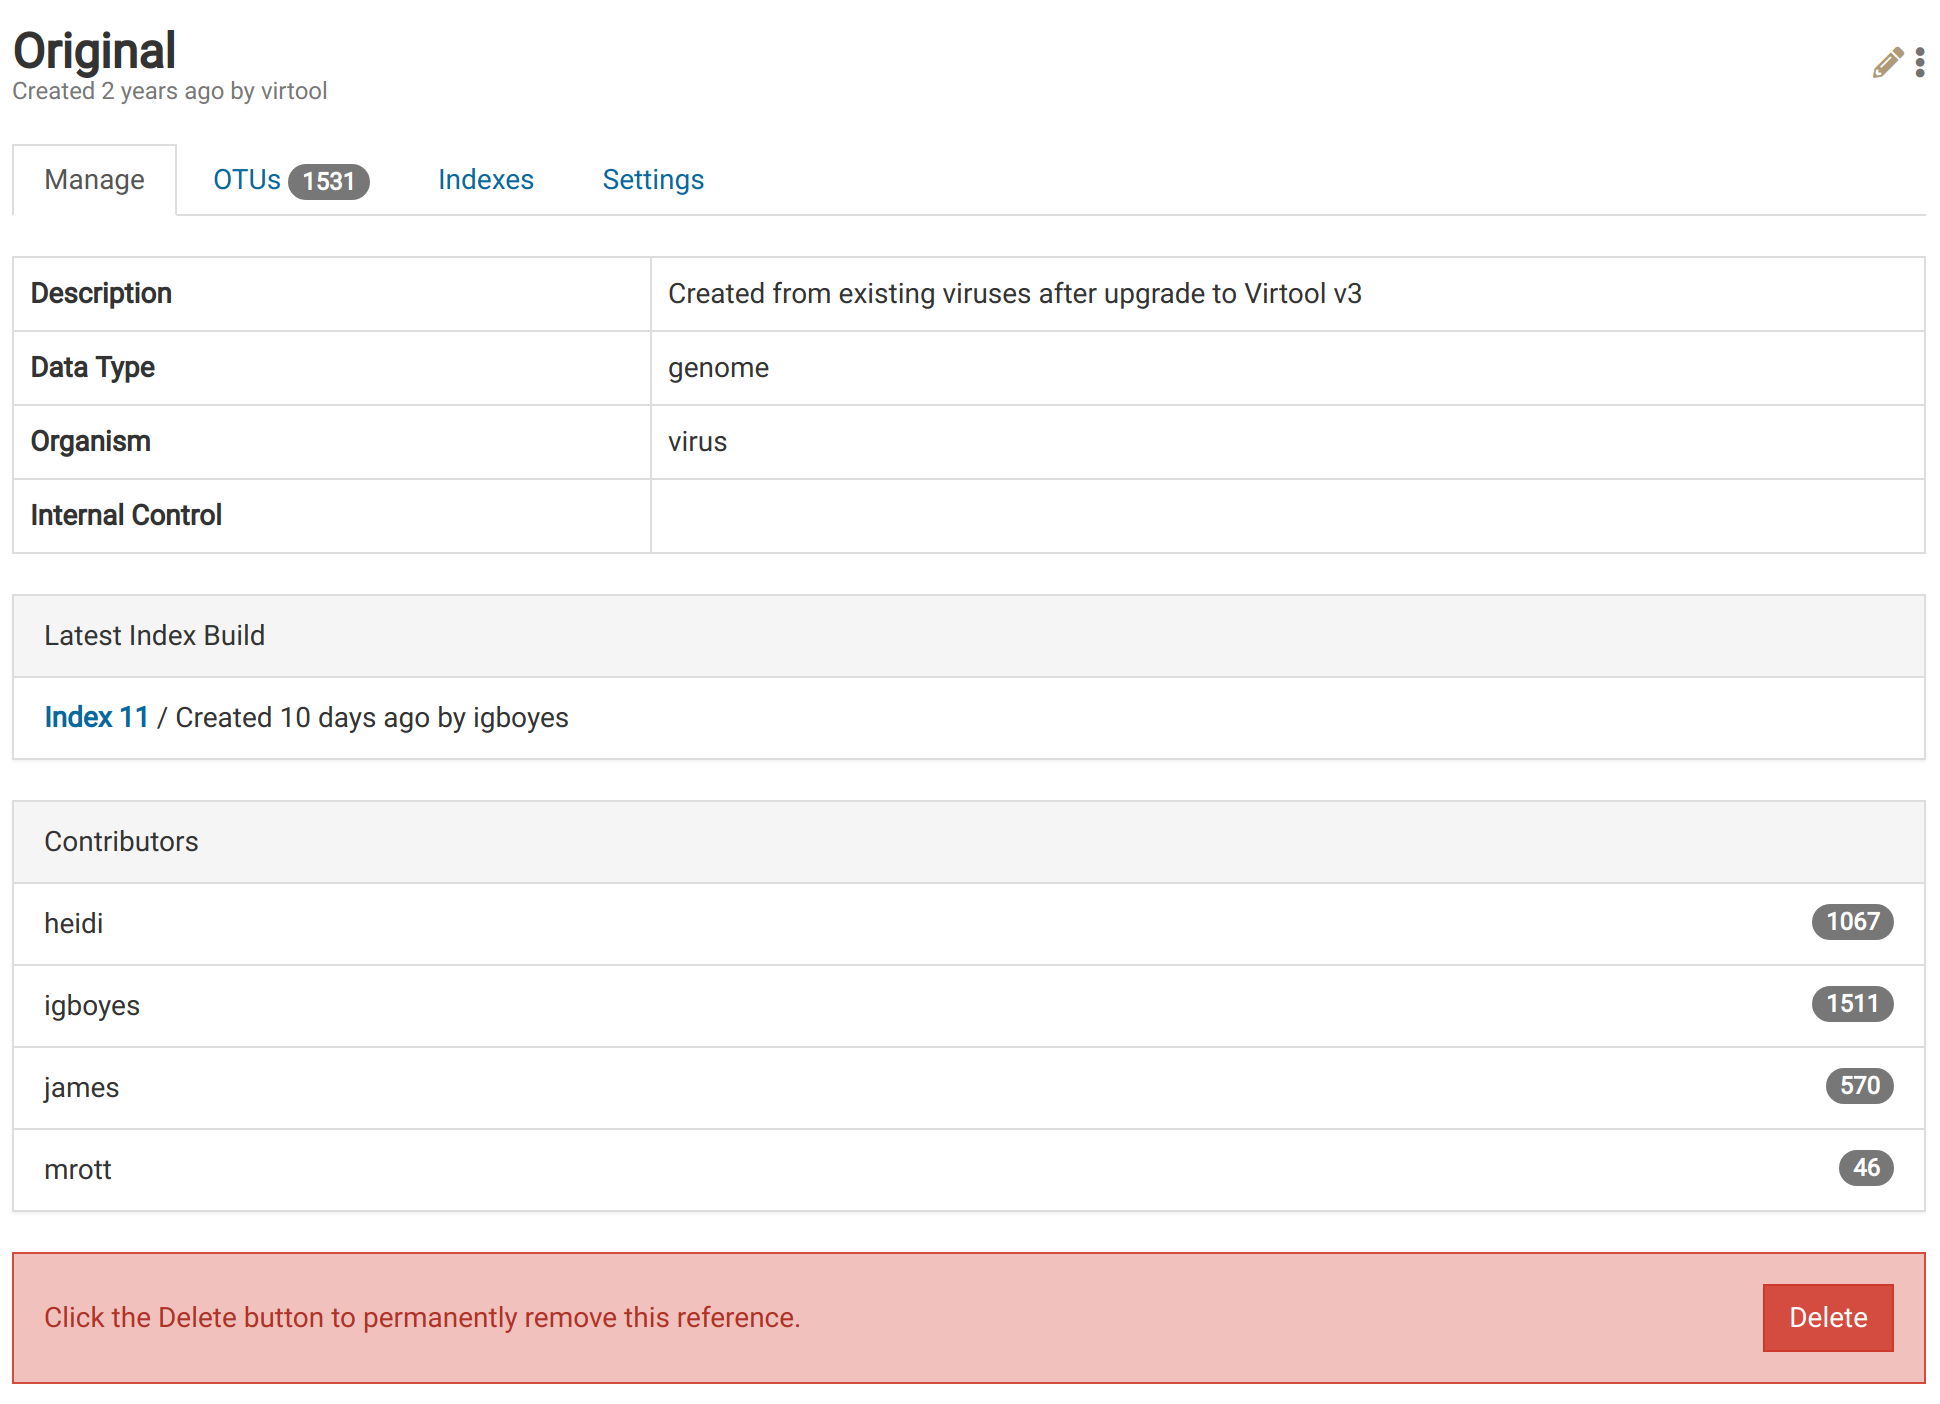 Original
Created 2 years ago by virtool
Manage OTUs 1531 Indexes Settings
Description Created from existing viruses after upgrade to Virtool v3
Data Type genome
Organism virus
Internal Control
Latest Index Build
Index 11 / Created 10 days ago by igboyes
Contributors
heidi 1067
igboyes 1511
james 570
mrott 46
Click the Delete button to permanently remove this reference. Delete